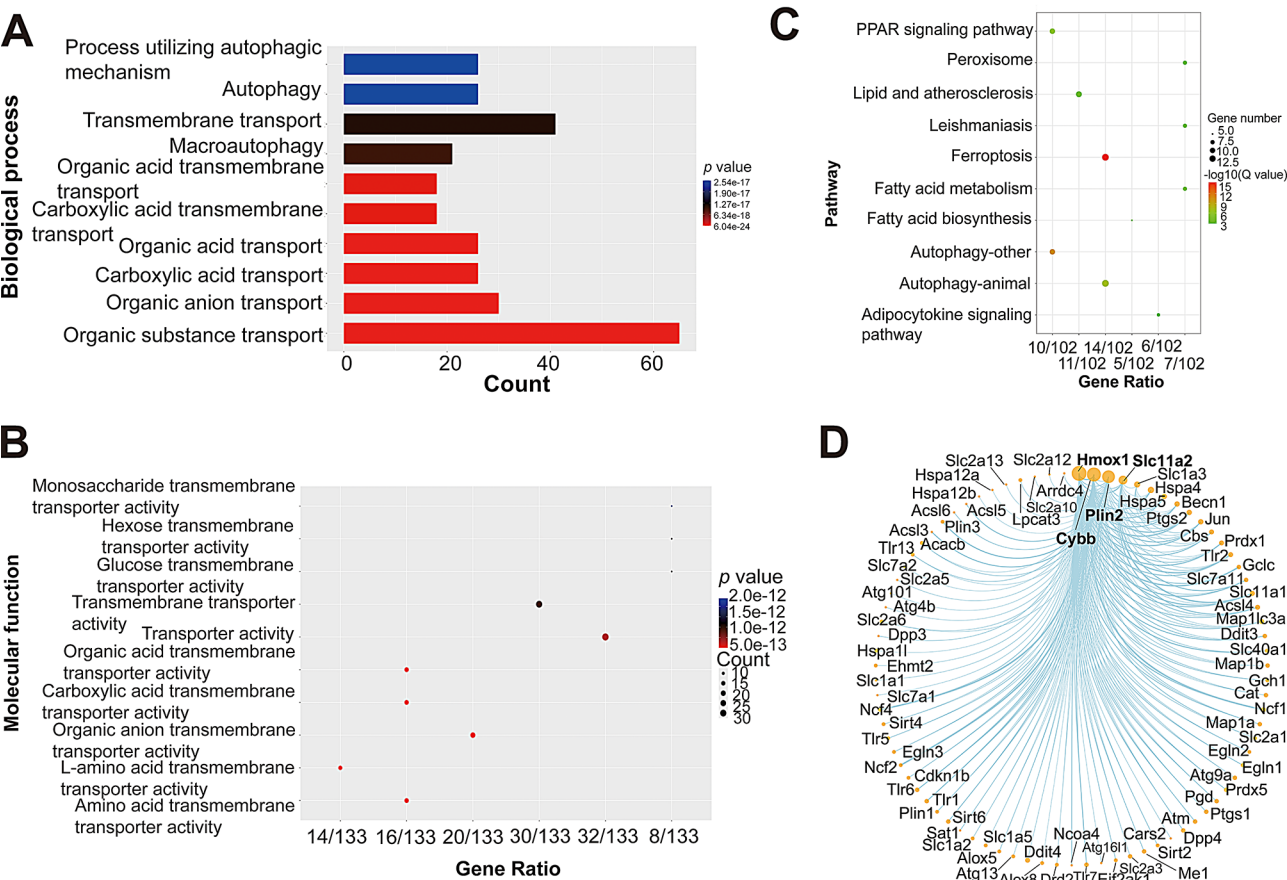 A
Biological process
Process utilizing autophagic
mechanism
Autophagy
Transmembrane transport
Macroautophagy
Organic acid transmembrane
transport
Carboxylic acid transmembrane
transport
Organic acid transport
Carboxylic acid transport
Organic anion transport
Organic substance transport
0 20 40 60
Count
p value
2.54e-17
1.90e-17
1.27e-17
6.34e-18
6.04e-24
C
Pathway
PPAR signaling pathway
Peroxisome
Lipid and atherosclerosis
Leishmaniasis
Ferroptosis
Fatty acid metabolism
Fatty acid biosynthesis
Autophagy-other
Autophagy-animal
Adipocytokine signaling
pathway
10/102 14/102 6/102
11/102 5/102 7/102
Gene Ratio
Gene number
5.0
7.5
10.0
12.5
-log10(Q value)
15
12
9
6
3
B
Molecular function
Monosaccharide transmembrane
transporter activity
Hexose transmembrane
transporter activity
Glucose transmembrane
transporter activity
Transmembrane transporter
activity
Transporter activity
Organic acid transmembrane
transporter activity
Carboxylic acid transmembrane
transporter activity
Organic anion transmembrane
transporter activity
L-amino acid transmembrane
transporter activity
Amino acid transmembrane
transporter activity
14/133 16/133 20/133 30/133 32/133 8/133
Gene Ratio
p value
2.0e-12
1.5e-12
1.0e-12
5.0e-13
Count
10
15
20
25
30
D
Hmox1
Cybb
Plin2
Slc11a2
Slc1a3
Hspa4
Hspa5
Becn1
Ptgs2
Jun
Cbs
Prdx1
Tlr2
Gclc
Slc7a11
Slc11a1
Acsl4
Map1lc3a
Ddit3
Slc40a1
Map1b
Gch1
Cat
Ncf1
Map1a
Slc2a1
Egln2
Egln1
Atg9a
Prdx5
Pgd
Ptgs1
Atm
Dpp4
Cars2
Sirt2
Me1
Slc2a3
Atg16l1
Eif2ak1
Ncoa4
Tlr7
Drd2
Ddit4
Alox8
Slc1a5
Atg13
Alox5
Slc1a2
Sat1
Sirt6
Plin1
Tlr1
Tlr6
Cdkn1b
Ncf2
Egln3
Tlr5
Sirt4
Ncf4
Slc7a1
Slc1a1
Ehmt2
Hspa1l
Dpp3
Slc2a6
Atg4b
Atg101
Slc2a5
Slc7a2
Tlr13
Acacb
Acsl3
Plin3
Acsl6
Acsl5
Hspa12b
Hspa12a
Slc2a13
Lpcat3
Slc2a10
Slc2a12
Arrdc4